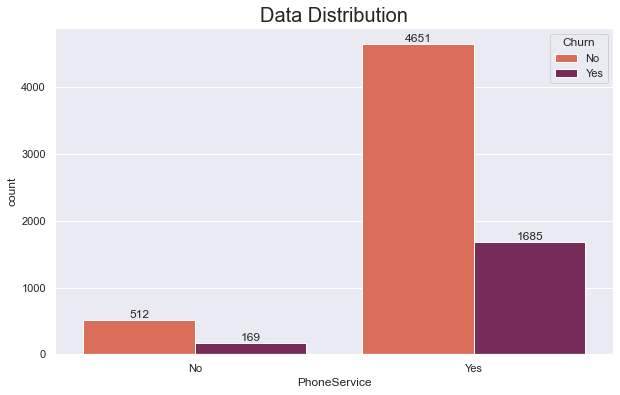 Data Distribution
Churn
No
Yes
4651
1685
512
169
4000
3000
2000
1000
0
count
No
Yes
PhoneService